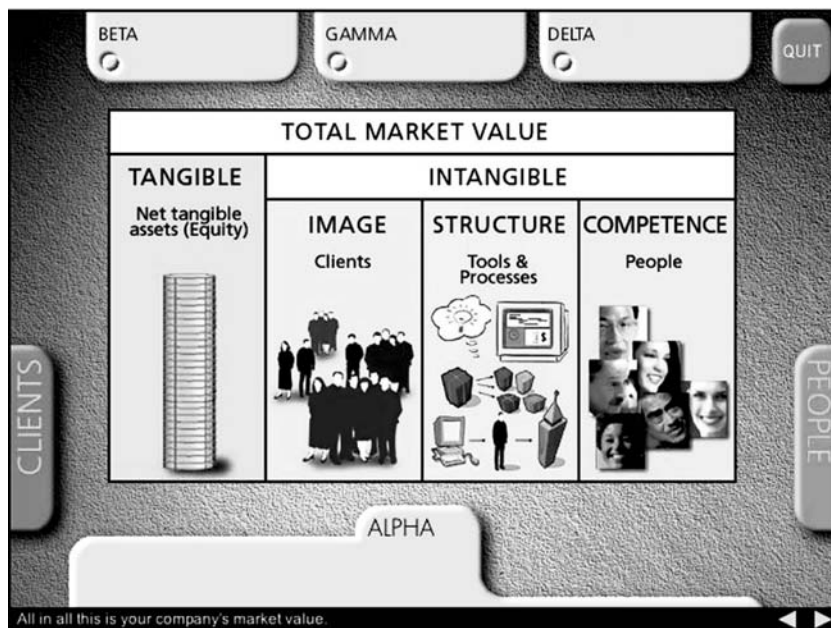 BETA
GAMMA
DELTA
QUIT
TOTAL MARKET VALUE
TANGIBLE
INTANGIBLE
Net tangible
assets (Equity)
IMAGE
STRUCTURE
COMPETENCE
Clients
Tools &
Processes
People
$
CLIENTS
PEOPLE
ALPHA
All in all this is your company's market value.